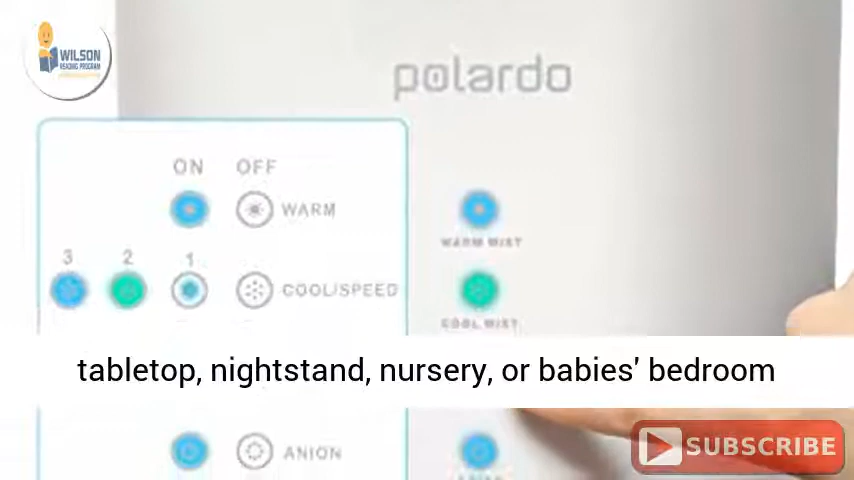 WILSON
READING PROGRAM
polardo
ON OFF
WARM
WARM MIST
3 2 1
COOL/SPEED
COOL MIST
tabletop, nightstand, nursery, or babies' bedroom
ANION
SUBSCRIBE